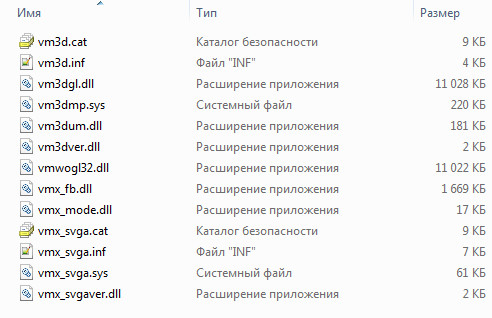 Имя Тип Размер
vm3d.cat Каталог безопасности 9 КБ
vm3d.inf Файл "INF" 4 КБ
vm3dgl.dll Расширение приложения 11 028 КБ
vm3dmp.sys Системный файл 220 КБ
vm3dum.dll Расширение приложения 181 КБ
vm3dver.dll Расширение приложения 2 КБ
vmwogl32.dll Расширение приложения 11 022 КБ
vmx_fb.dll Расширение приложения 1 669 КБ
vmx_mode.dll Расширение приложения 17 КБ
vmx_svga.cat Каталог безопасности 9 КБ
vmx_svga.inf Файл "INF" 7 КБ
vmx_svga.sys Системный файл 61 КБ
vmx_svgaver.dll Расширение приложения 2 КБ